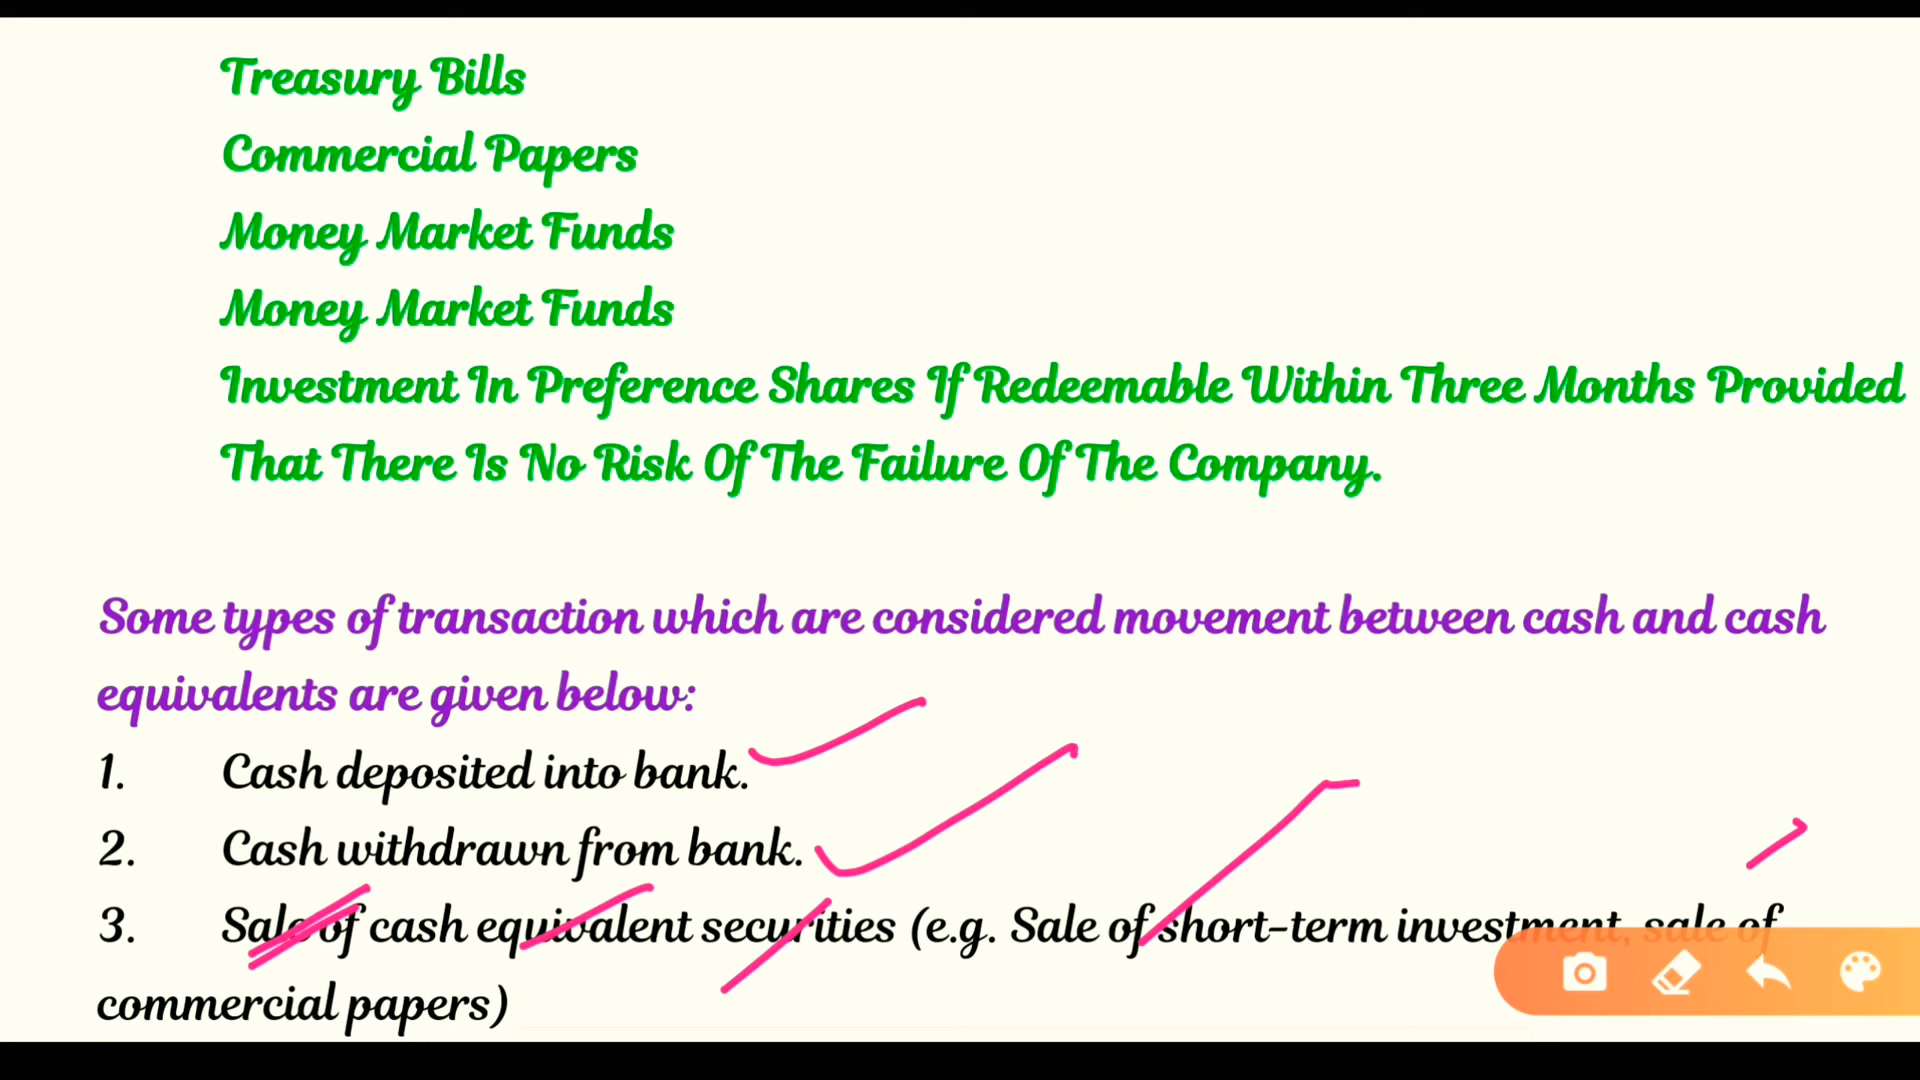 Treasury Bills
Commercial Papers
Money Market Funds
Money Market Funds
Investment In Preference Shares If Redeemable Within Three Months Provided
That There Is No Risk Of The Failure Of The Company.
Some types of transaction which are considered movement between cash and cash
equivalents are given below:
1. Cash deposited into bank.
2. Cash withdrawn from bank.
3. Sale of cash equivalent securities (e.g. Sale of short-term investment, sale of
commercial papers)